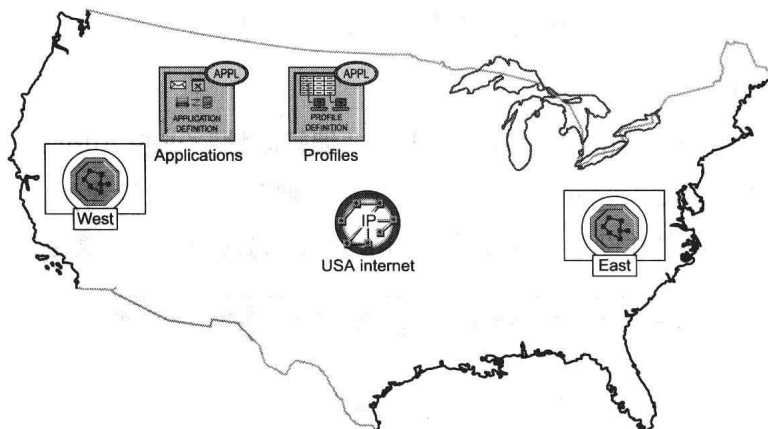 APPL
APPLICATION
DEFINITION
Applications
APPL
PROFILE
DEFINITION
Profiles
West
IP
USA internet
East